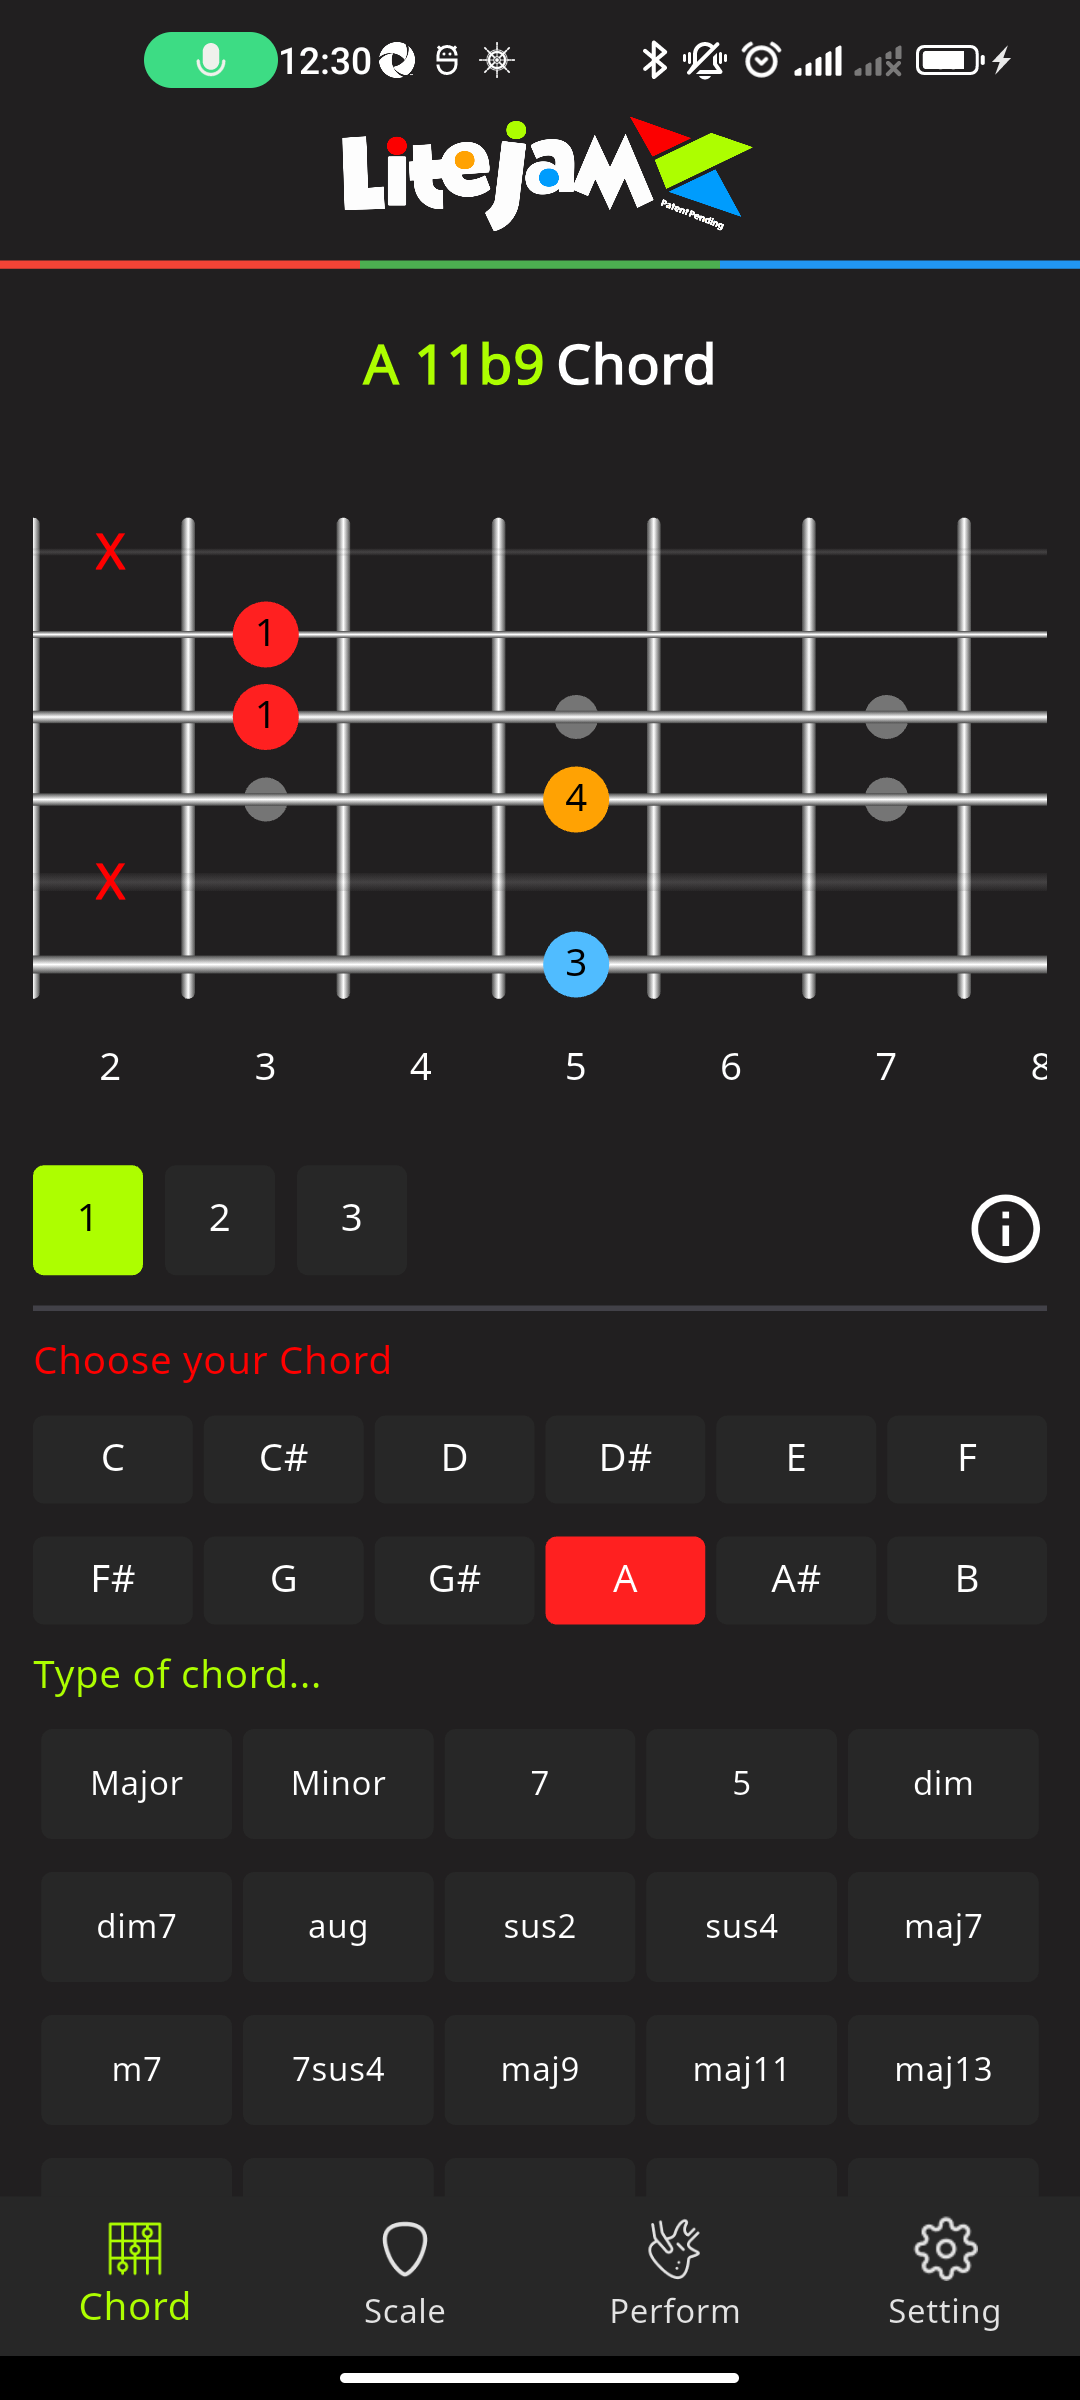 12:30
Litejam
Patent Pending
A 11b9 Chord
X
1
1
4
X
3
2 3 4 5 6 7 8
1 2 3
Choose your Chord
C C# D D# E F
F# G G# A A# B
Type of chord...
Major Minor 7 5 dim
dim7 aug sus2 sus4 maj7
m7 7sus4 maj9 maj11 maj13
Chord Scale Perform Setting